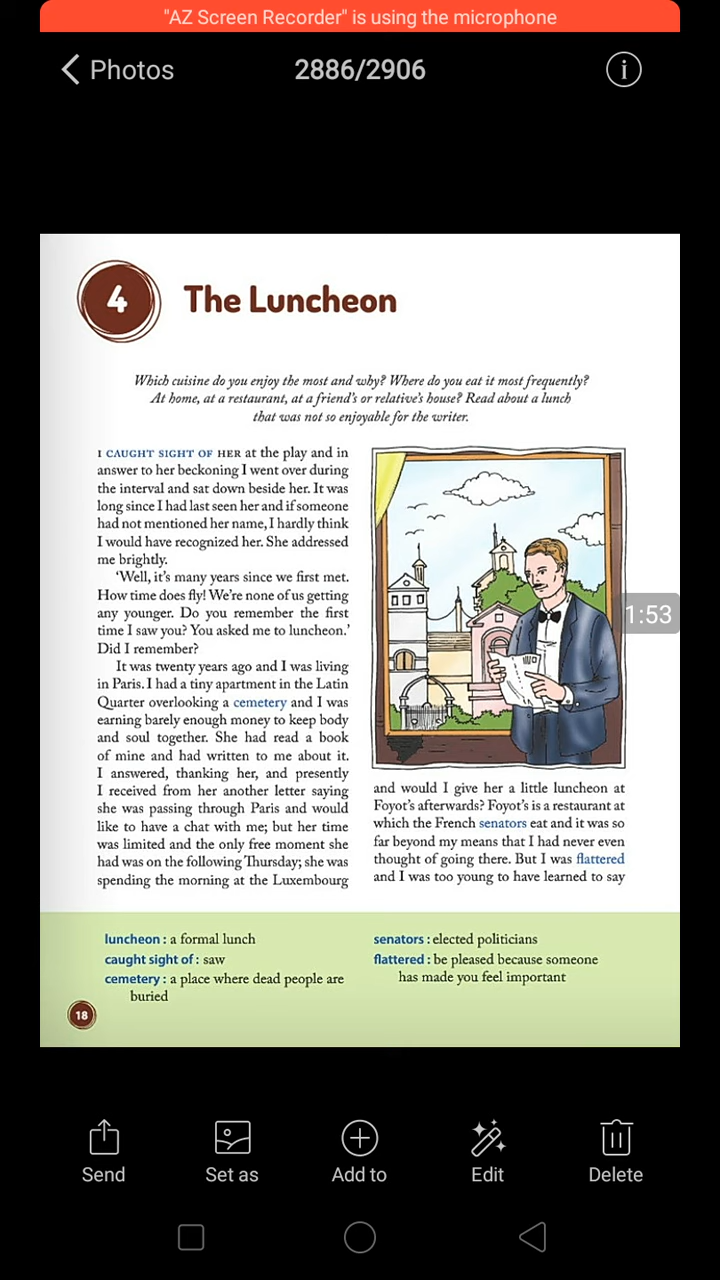 "AZ Screen Recorder" is using the microphone
Photos
2886/2906
4
The Luncheon
Which cuisine do you enjoy the most and why? Where do you eat it most frequently?
At home, at a restaurant, at a friend's or relative's house? Read about a lunch
that was not so enjoyable for the writer.
I CAUGHT SIGHT OF HER at the play and in
answer to her beckoning I went over during
the interval and sat down beside her. It was
long since I had last seen her and if someone
had not mentioned her name, I hardly think
I would have recognized her. She addressed
me brightly.
'Well, it's many years since we first met.
How time does fly! We're none of us getting
any younger. Do you remember the first
time I saw you? You asked me to luncheon.'
Did I remember?
It was twenty years ago and I was living
in Paris. I had a tiny apartment in the Latin
Quarter overlooking a cemetery and I was
earning barely enough money to keep body
and soul together. She had read a book
of mine and had written to me about it.
I answered, thanking her, and presently
I received from her another letter saying
she was passing through Paris and would
like to have a chat with me; but her time
was limited and the only free moment she
had was on the following Thursday; she was
spending the morning at the Luxembourg
1:53
and would I give her a little luncheon at
Foyot's afterwards? Foyot's is a restaurant at
which the French senators eat and it was so
far beyond my means that I had never even
thought of going there. But I was flattered
and I was too young to have learned to say
luncheon : a formal lunch
caught sight of : saw
cemetery : a place where dead people are
buried
senators : elected politicians
flattered : be pleased because someone
has made you feel important
18
Send
Set as
Add to
Edit
Delete